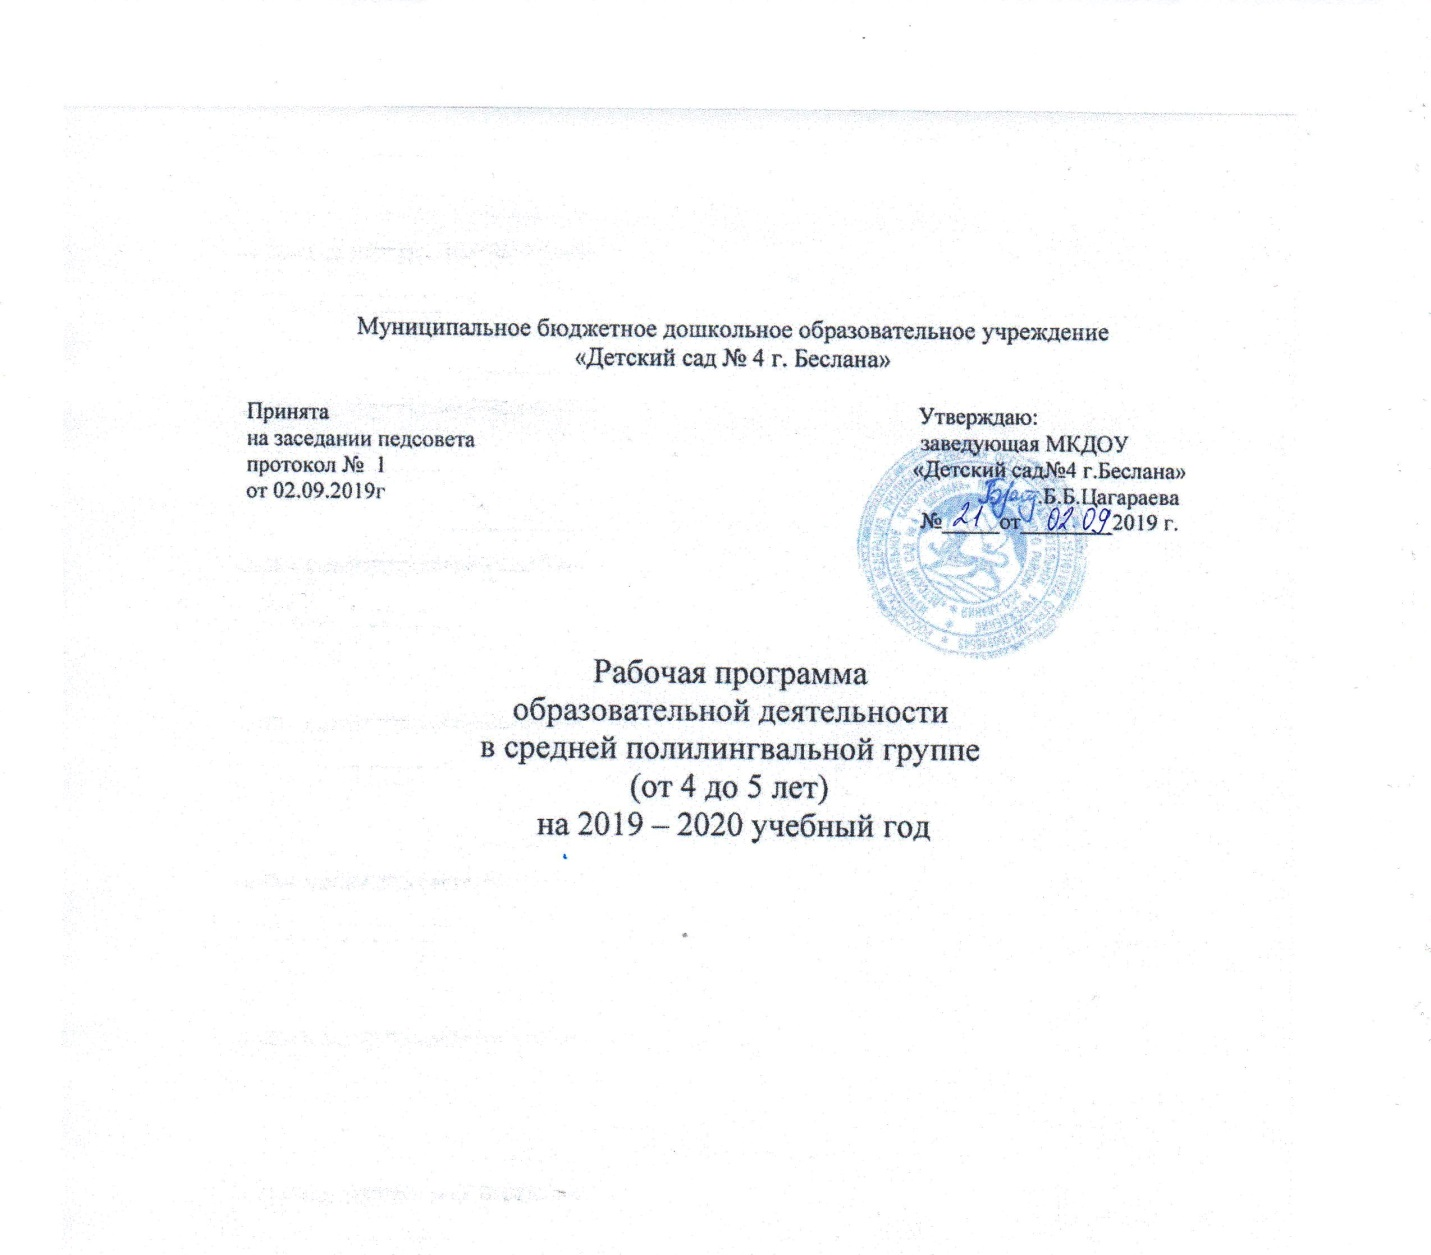 Муниципальное бюджетное дошкольное образовательное учреждение
«Детский сад № 4 г. Беслана»
Принята
на заседании педсовета
протокол № 1
от 02.09.2019г
Утверждаю:
заведующая МКДОУ
«Детский сад№4 г.Беслана»
.Б.Б.Цагараева
№ 21 от 02.09 2019 г.
Рабочая программа
образовательной деятельности
в средней полилингвальной группе
(от 4 до 5 лет)
на 2019 – 2020 учебный год